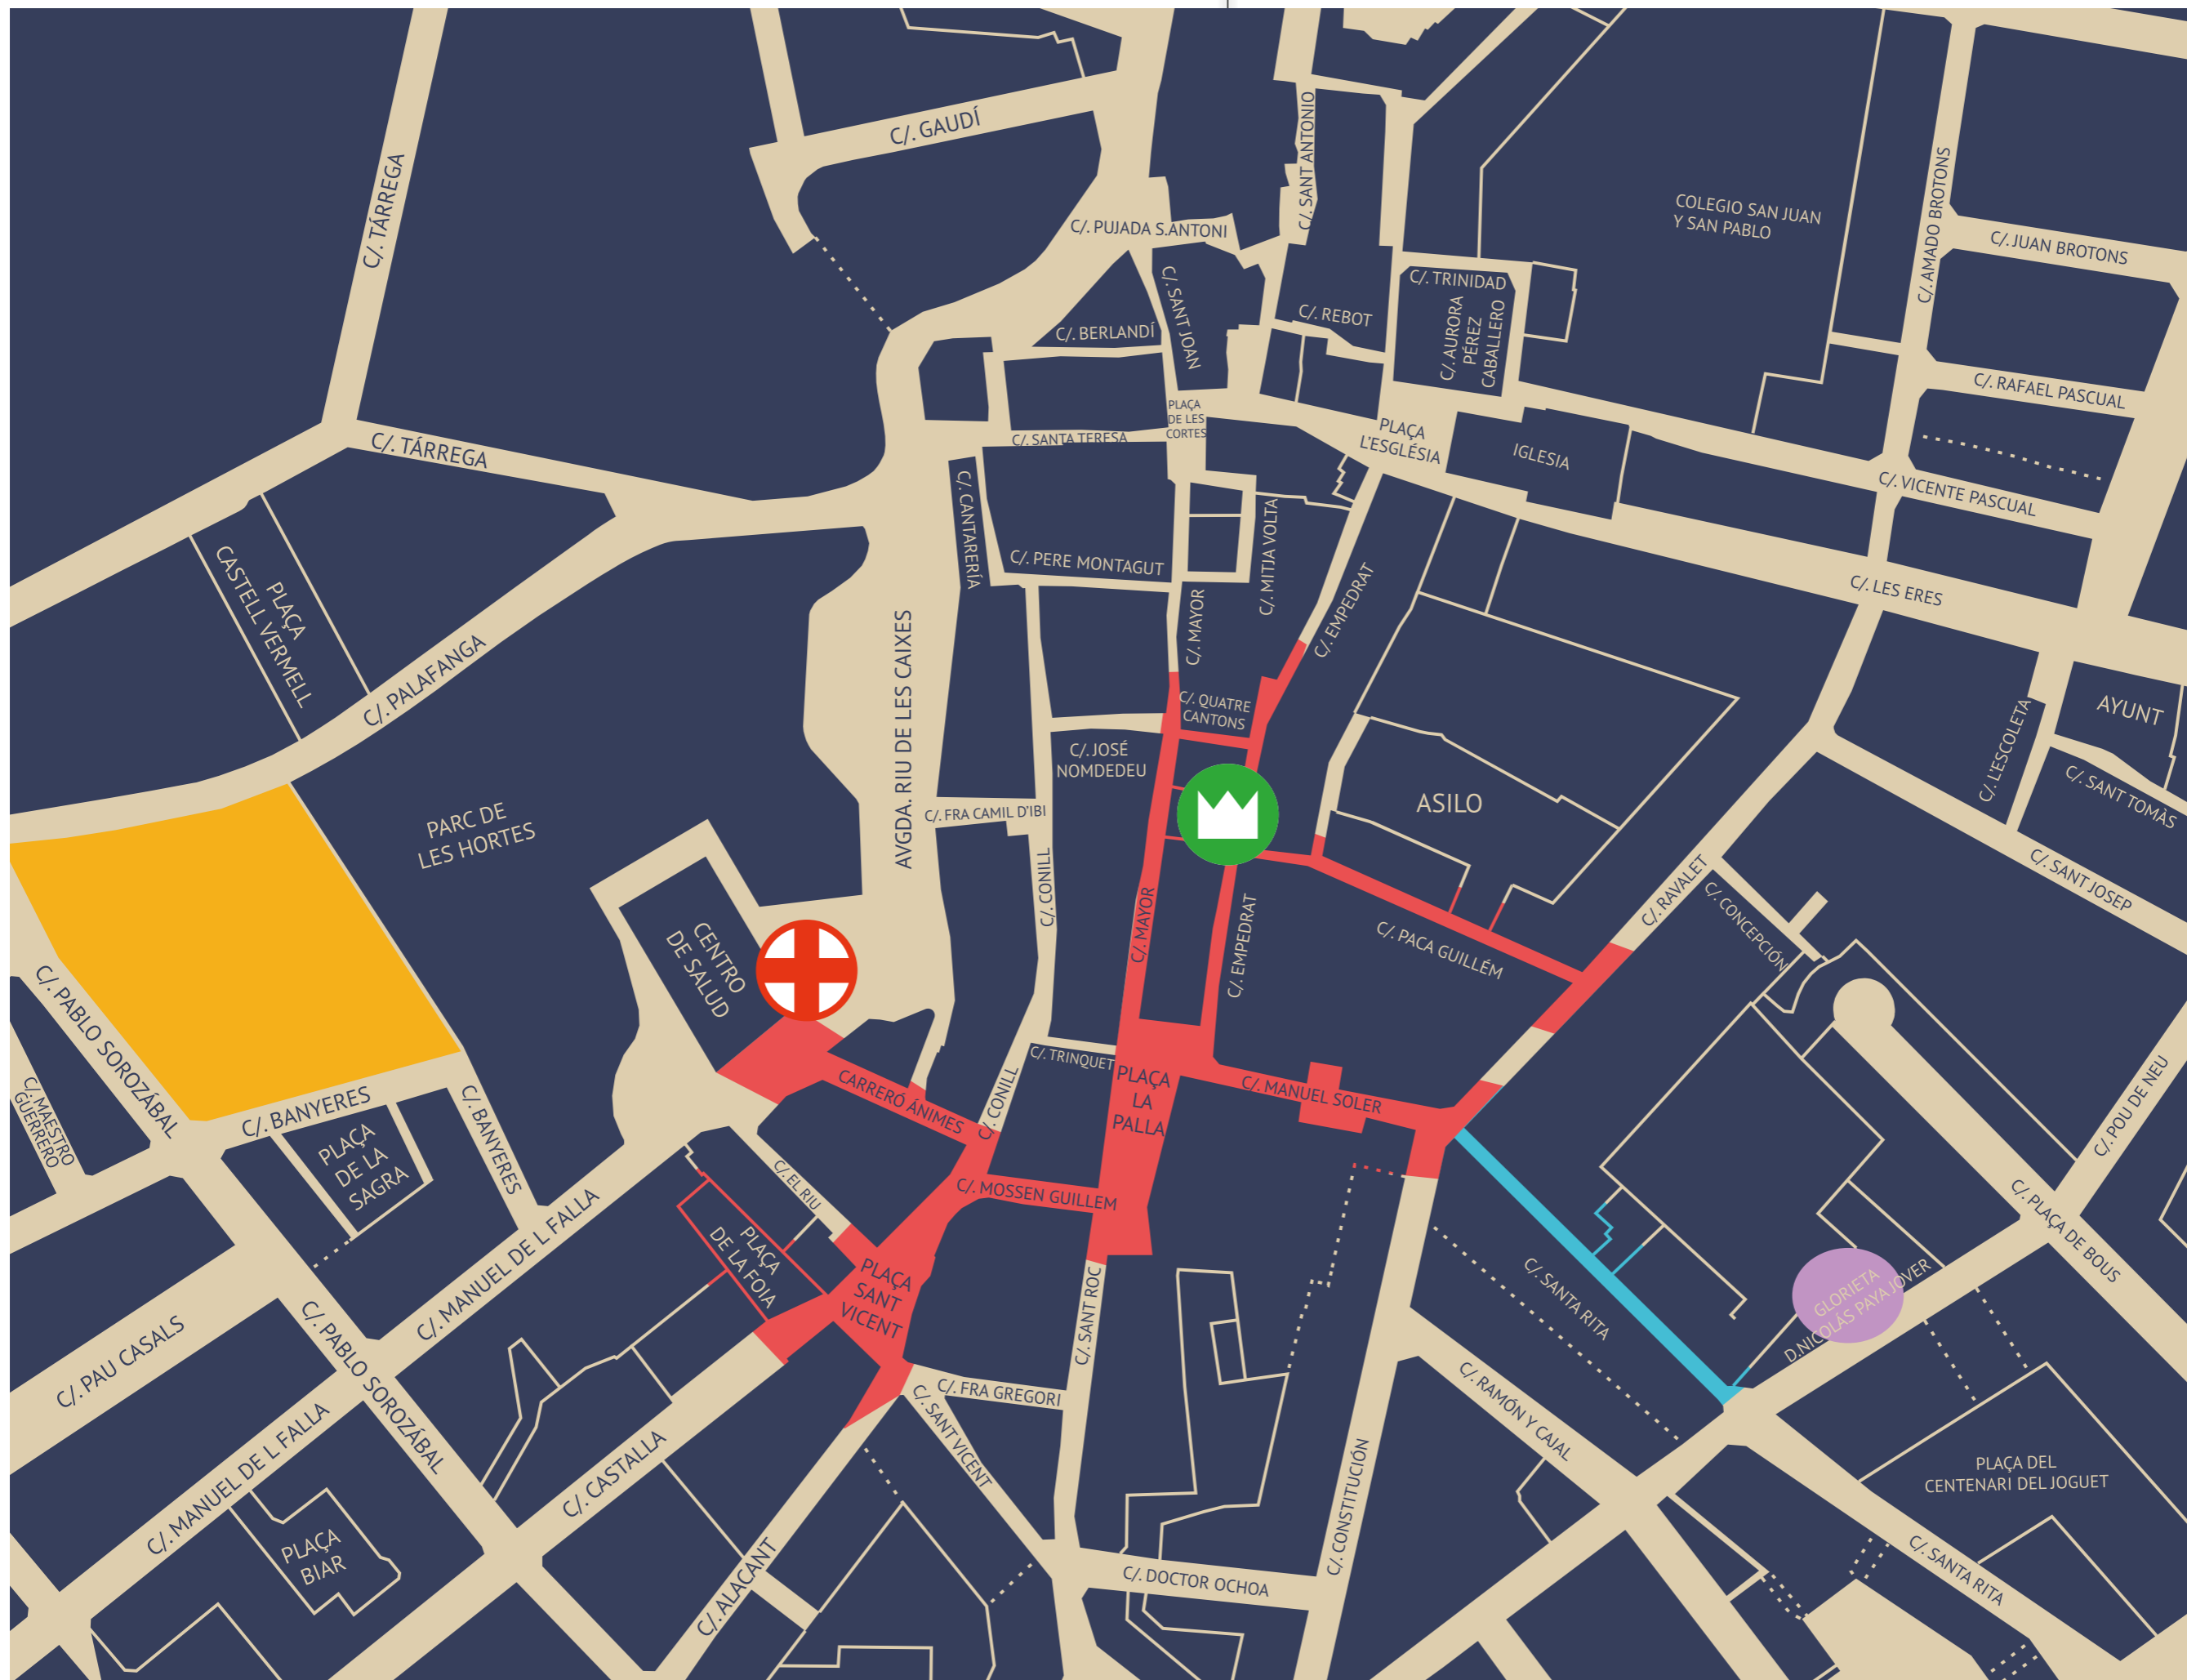 C/. GAUDÍ
C/. TÁRREGA
C/. SANT ANTONIO
C/. AMADO BROTONS
COLEGIO SAN JUAN
Y SAN PABLO
C/. JUAN BROTONS
C/. PUJADA S.ANTONI
C/. TRINIDAD
C/. SANT JOAN
C/. REBOT
C/. AURORA
PÉREZ
CABALLERO
C/. BERLANDÍ
C/. RAFAEL PASCUAL
PLAÇA
DE LES
CORTES
PLAÇA
L'ESGLÉSIA
C/. SANTA TERESA
C/. TÁRREGA
IGLESIA
C/. VICENTE PASCUAL
C/. CANTARERÍA
C/. MITJA VOLTA
C/. PERE MONTAGUT
C/. EMPEDRAT
C/. LES ERES
PLAÇA
CASTELL VERMELL
C/. MAYOR
C/. PALAFANGA
AVGDA. RIU DE LES CAIXES
C/. QUATRE
CANTONS
AYUNT
C/. L'ESCOLETA
C/. JOSÉ
NOMDEDEU
C/. SANT TOMÀS
ASILO
PARC DE
LES HORTES
C/. FRA CAMIL D'IBI
C/. CONILL
C/. RAVALET
C/. SANT JOSEP
C/. MAYOR
C/. EMPEDRAT
C/. PACA GUILLÉM
C/. CONCEPCIÓN
CENTRO
DE SALUD
C/. PABLO SOROZÁBAL
C/. TRINQUET
C/. MAESTRO
GUERRERO
C/. BANYERES
C/. BANYERES
CARRERÓ ÁNIMES
C/. CONILL
PLAÇA
LA
PALLA
C/. MANUEL SOLER
C/. POU DE NEU
PLAÇA
DE LA
SAGRA
C/. EL RIU
C/. MOSSEN GUILLEM
C/. PLAÇA DE BOUS
C/. MANUEL DE L FALLA
PLAÇA
DE LA FOIA
PLAÇA
SANT
VICENT
C/. SANT ROC
C/. SANTA RITA
GLORIETA
D.NICOLÁS PAYA JOVER
C/. PAU CASALS
C/. PABLO SOROZÁBAL
C/. FRA GREGORI
C/. SANT VICENT
C/. RAMÓN Y CAJAL
C/. MANUEL DE L FALLA
C/. CASTALLA
C/. CONSTITUCIÓN
PLAÇA DEL
CENTENARI DEL JOGUET
PLAÇA
BIAR
C/. ALACANT
C/. DOCTOR OCHOA
C/. SANTA RITA